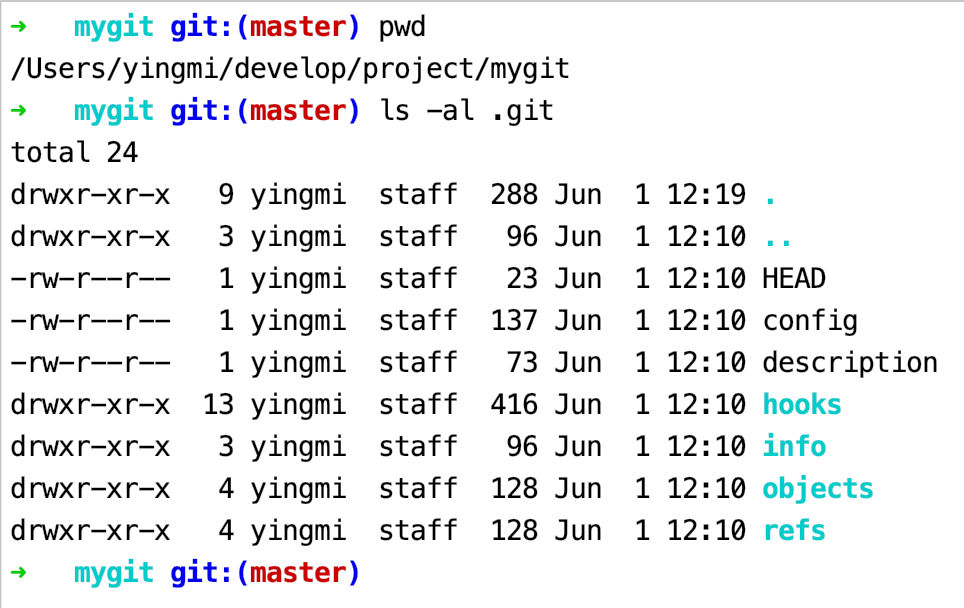 ➜ mygit git:(master) pwd
/Users/yingmi/develop/project/mygit
➜ mygit git:(master) ls -al .git
total 24
drwxr-xr-x   9 yingmi  staff  288 Jun  1 12:19 .
drwxr-xr-x   3 yingmi  staff   96 Jun  1 12:10 ..
-rw-r--r--   1 yingmi  staff   23 Jun  1 12:10 HEAD
-rw-r--r--   1 yingmi  staff  137 Jun  1 12:10 config
-rw-r--r--   1 yingmi  staff   73 Jun  1 12:10 description
drwxr-xr-x  13 yingmi  staff  416 Jun  1 12:10 hooks
drwxr-xr-x   3 yingmi  staff   96 Jun  1 12:10 info
drwxr-xr-x   4 yingmi  staff  128 Jun  1 12:10 objects
drwxr-xr-x   4 yingmi  staff  128 Jun  1 12:10 refs
➜ mygit git:(master)